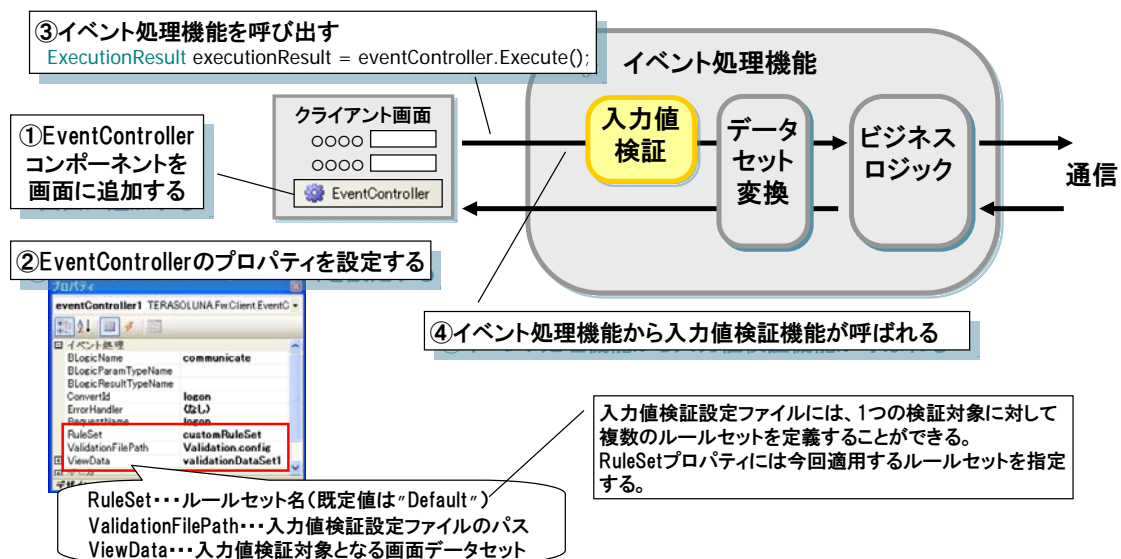 ③イベント処理機能を呼び出す
ExecutionResult executionResult = eventController.Execute();
イベント処理機能
クライアント画面
○○○○
○○○○
EventController
①EventController
コンポーネントを
画面に追加する
入力値
検証
データ
セット
変換
ビジネス
ロジック
通信
②EventControllerのプロパティを設定する
プロパティ
eventController1 TERASOLUNA.Fw.Client.EventC
イベント処理
BLogicName communicate
BLogicParamTypeName
BLogicResultTypeName
ConvertId logon
ErrorHandler (なし)
RequestName logon
RuleSet customRuleSet
ValidationFilePath Validation.config
ViewData validationDataSet1
④イベント処理機能から入力値検証機能が呼ばれる
入力値検証設定ファイルには、1つの検証対象に対して
複数のルールセットを定義することができる。
RuleSetプロパティには今回適用するルールセットを指定
する。
RuleSet・・・ルールセット名(既定値は"Default")
ValidationFilePath・・・入力値検証設定ファイルのパス
ViewData・・・入力値検証対象となる画面データセット